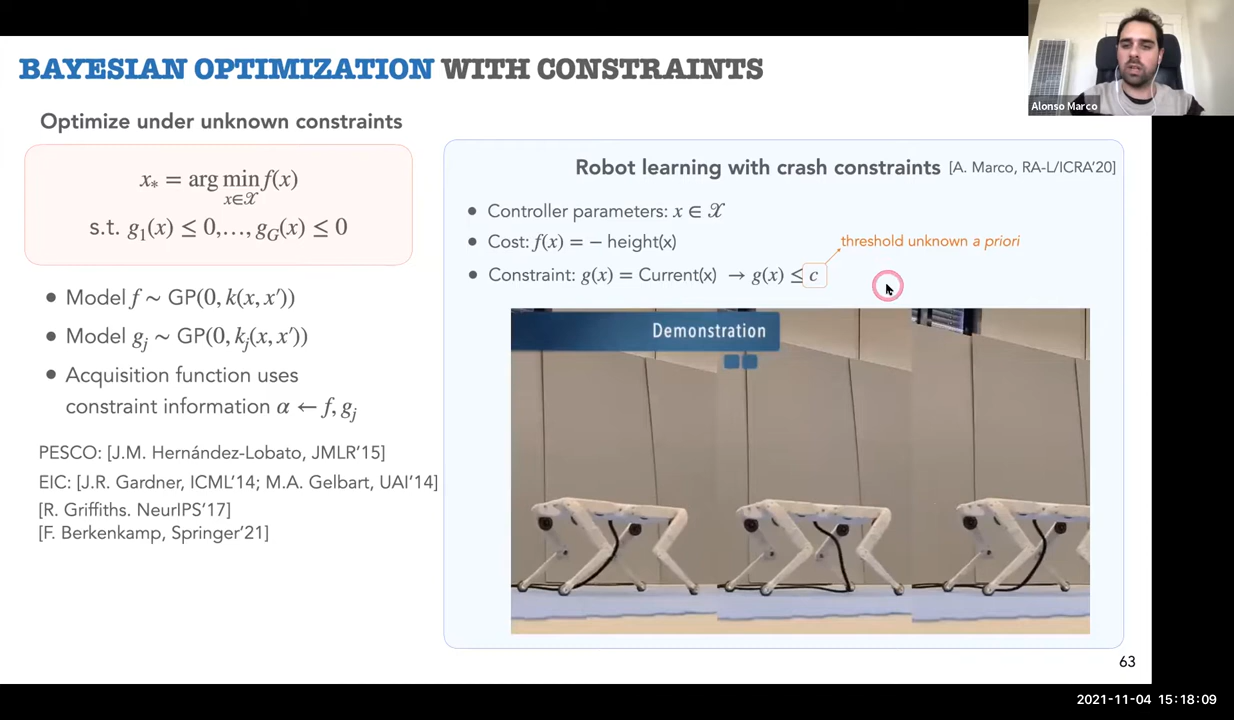 Alonso Marco
BAYESIAN OPTIMIZATION WITH CONSTRAINTS
Optimize under unknown constraints
x* = arg min f(x)
x∈𝒳
s.t. g₁(x) ≤ 0,…, g_G(x) ≤ 0
• Model f ∼ GP(0, k(x, x′))
• Model gⱼ ∼ GP(0, kⱼ(x, x′))
• Acquisition function uses
constraint information α ← f, gⱼ
PESCO: [J.M. Hernández-Lobato, JMLR’15]
EIC: [J.R. Gardner, ICML’14; M.A. Gelbart, UAI’14]
[R. Griffiths. NeurIPS’17]
[F. Berkenkamp, Springer’21]
Robot learning with crash constraints [A. Marco, RA-L/ICRA’20]
• Controller parameters: x ∈ 𝒳
• Cost: f(x) = − height(x)
threshold unknown a priori
• Constraint: g(x) = Current(x) → g(x) ≤ c
Demonstration
63
2021-11-04 15:18:09